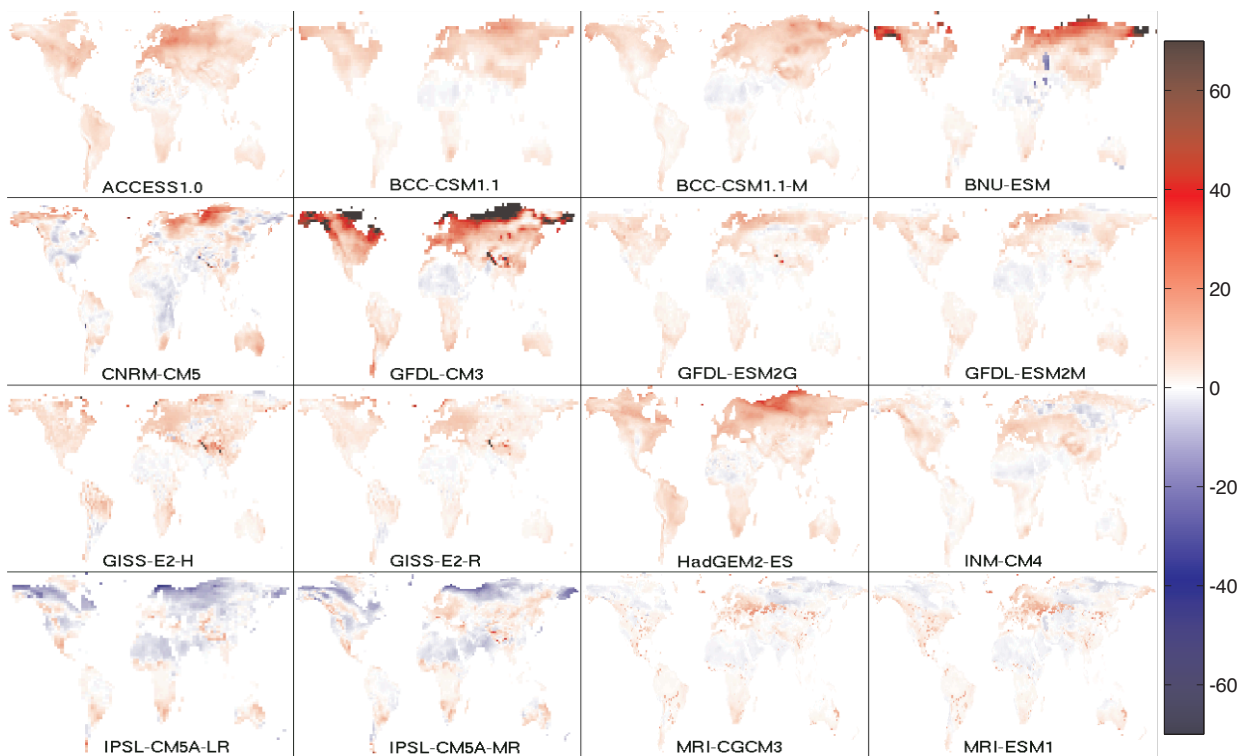 ACCESS1.0
BCC-CSM1.1
BCC-CSM1.1-M
BNU-ESM
CNRM-CM5
GFDL-CM3
GFDL-ESM2G
GFDL-ESM2M
GISS-E2-H
GISS-E2-R
HadGEM2-ES
INM-CM4
IPSL-CM5A-LR
IPSL-CM5A-MR
MRI-CGCM3
MRI-ESM1
60
40
20
0
-20
-40
-60